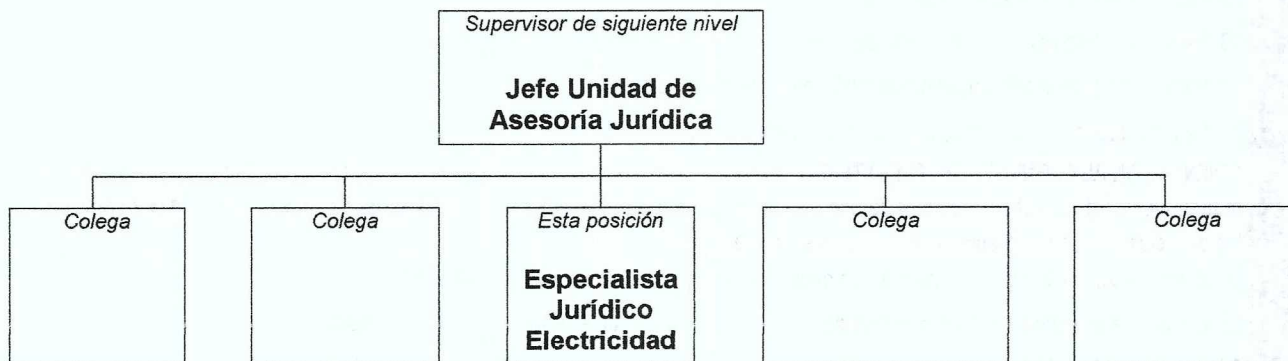 Supervisor de siguiente nivel
Jefe Unidad de
Asesoría Jurídica
Colega
Colega
Esta posición
Especialista
Jurídico
Electricidad
Colega
Colega